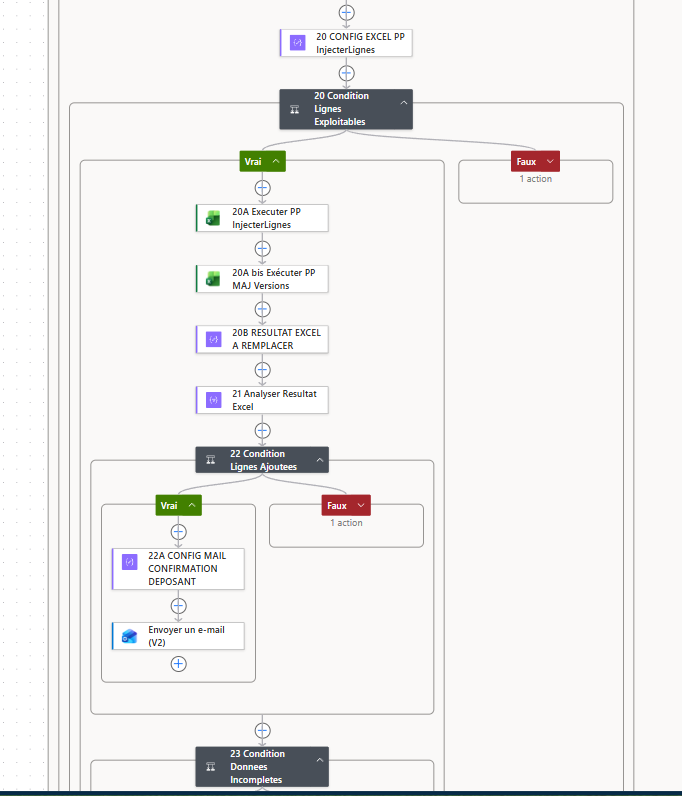 20 CONFIG EXCEL PP
InjecterLignes
20 Condition
Lignes
Exploitables
Vrai
Faux
1 action
20A Executer PP
InjecterLignes
20A bis Exécuter PP
MAJ Versions
20B RESULTAT EXCEL
A REMPLACER
21 Analyser Resultat
Excel
22 Condition
Lignes Ajoutees
Vrai
Faux
1 action
22A CONFIG MAIL
CONFIRMATION
DEPOSANT
Envoyer un e-mail
(V2)
23 Condition
Donnees
Incompletes